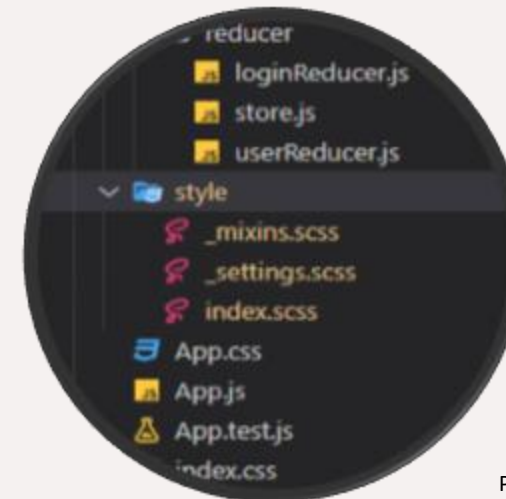 reducer
loginReducer.js
store.js
userReducer.js
style
_mixins.scss
_settings.scss
index.scss
App.css
App.js
App.test.js
index.css
P